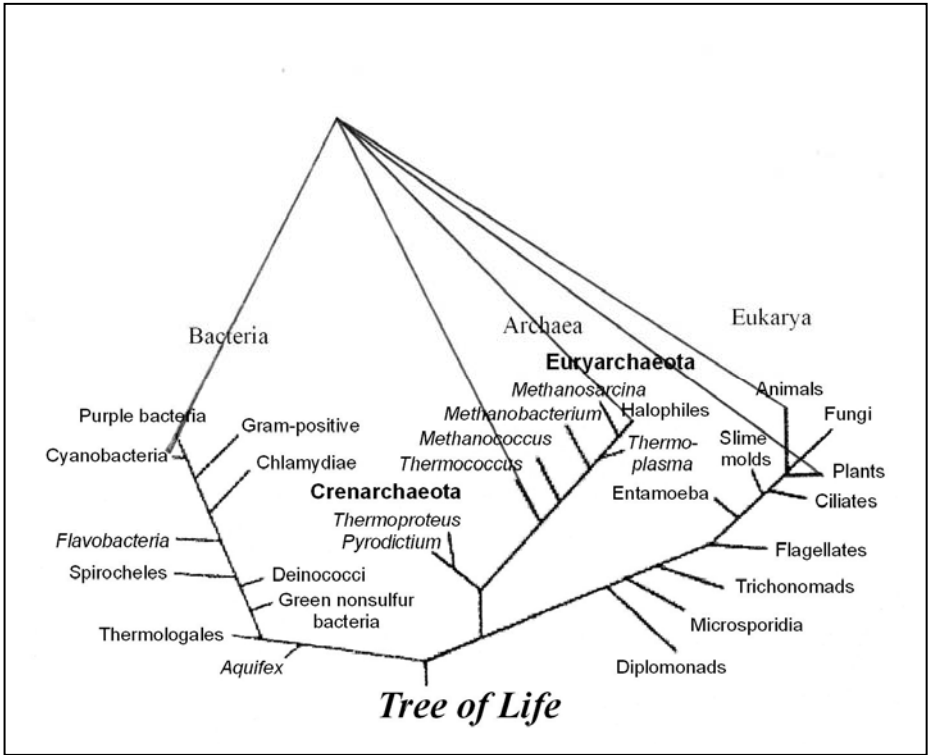 Bacteria
Archaea
Eukarya
Euryarchaeota
Methanosarcina
Animals
Purple bacteria
Methanobacterium
Halophiles
Fungi
Gram-positive
Methanococcus
Thermo-
plasma
Slime
molds
Cyanobacteria
Chlamydiae
Thermococcus
Plants
Crenarchaeota
Entamoeba
Ciliates
Thermoproteus
Pyrodictium
Flavobacteria
Flagellates
Spirocheles
Deinococci
Trichonomads
Green nonsulfur
bacteria
Microsporidia
Thermologales
Aquifex
Diplomonads
Tree of Life